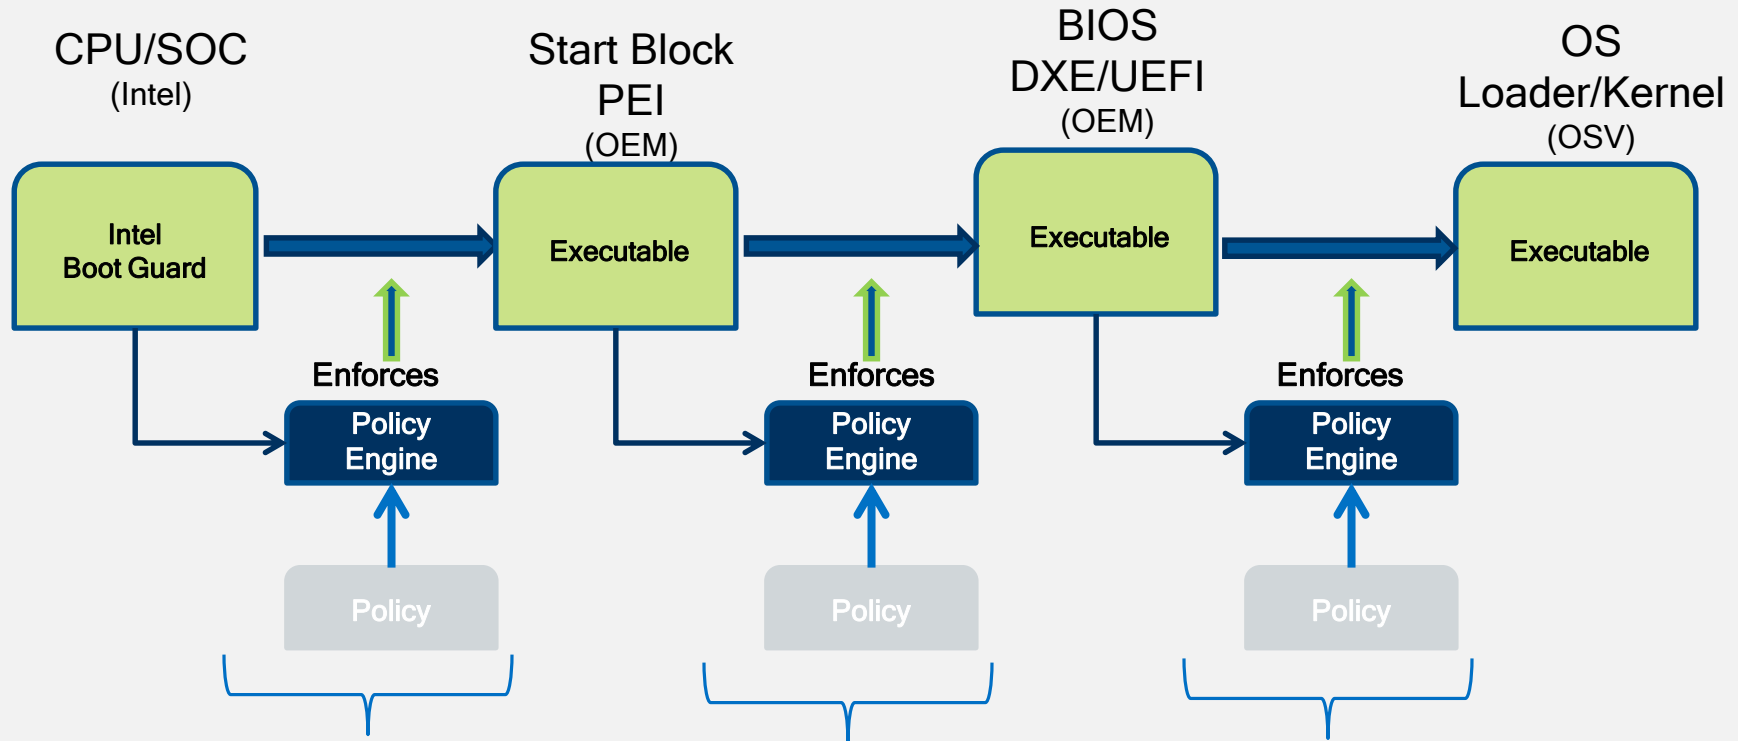 CPU/SOC
(Intel)
Start Block
PEI
(OEM)
BIOS
DXE/UEFI
(OEM)
OS
Loader/Kernel
(OSV)
Intel
Boot Guard
Executable
Executable
Executable
Enforces
Enforces
Enforces
Policy
Engine
Policy
Engine
Policy
Engine
Policy
Policy
Policy